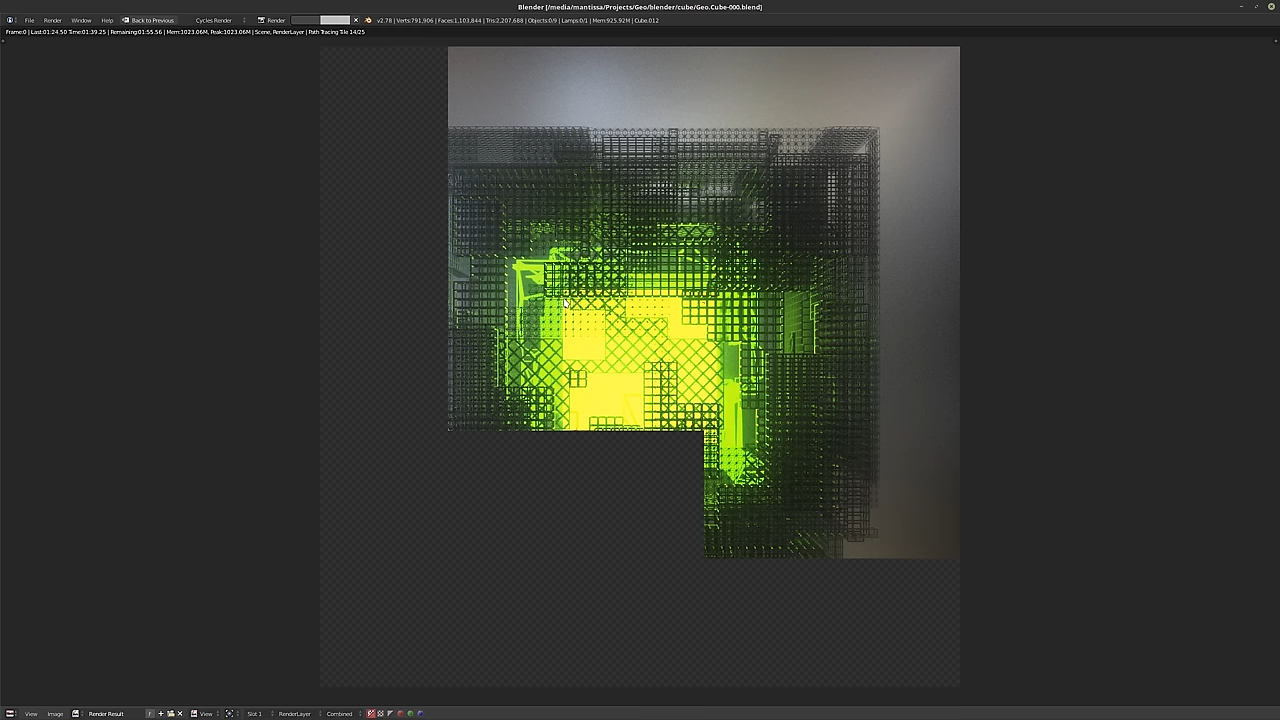 Blender [/media/mantissa/Projects/Geo/blender/cube/Geo.Cube-000.blend]
File Render Window Help Back to Previous Cycles Render Render v2.78 | Verts:791,906 | Faces:1,103,844 | Tris:2,207,688 | Objects:0/9 | Lamps:0/1 | Mem:925.92M | Cube.012
Frame:0 | Last:01:24.50 Time:01:39.25 | Remaining:01:55.56 | Mem:1023.06M, Peak:1023.06M | Scene, RenderLayer | Path Tracing Tile 14/25
View Image Render Result F View Slot 1 RenderLayer Combined